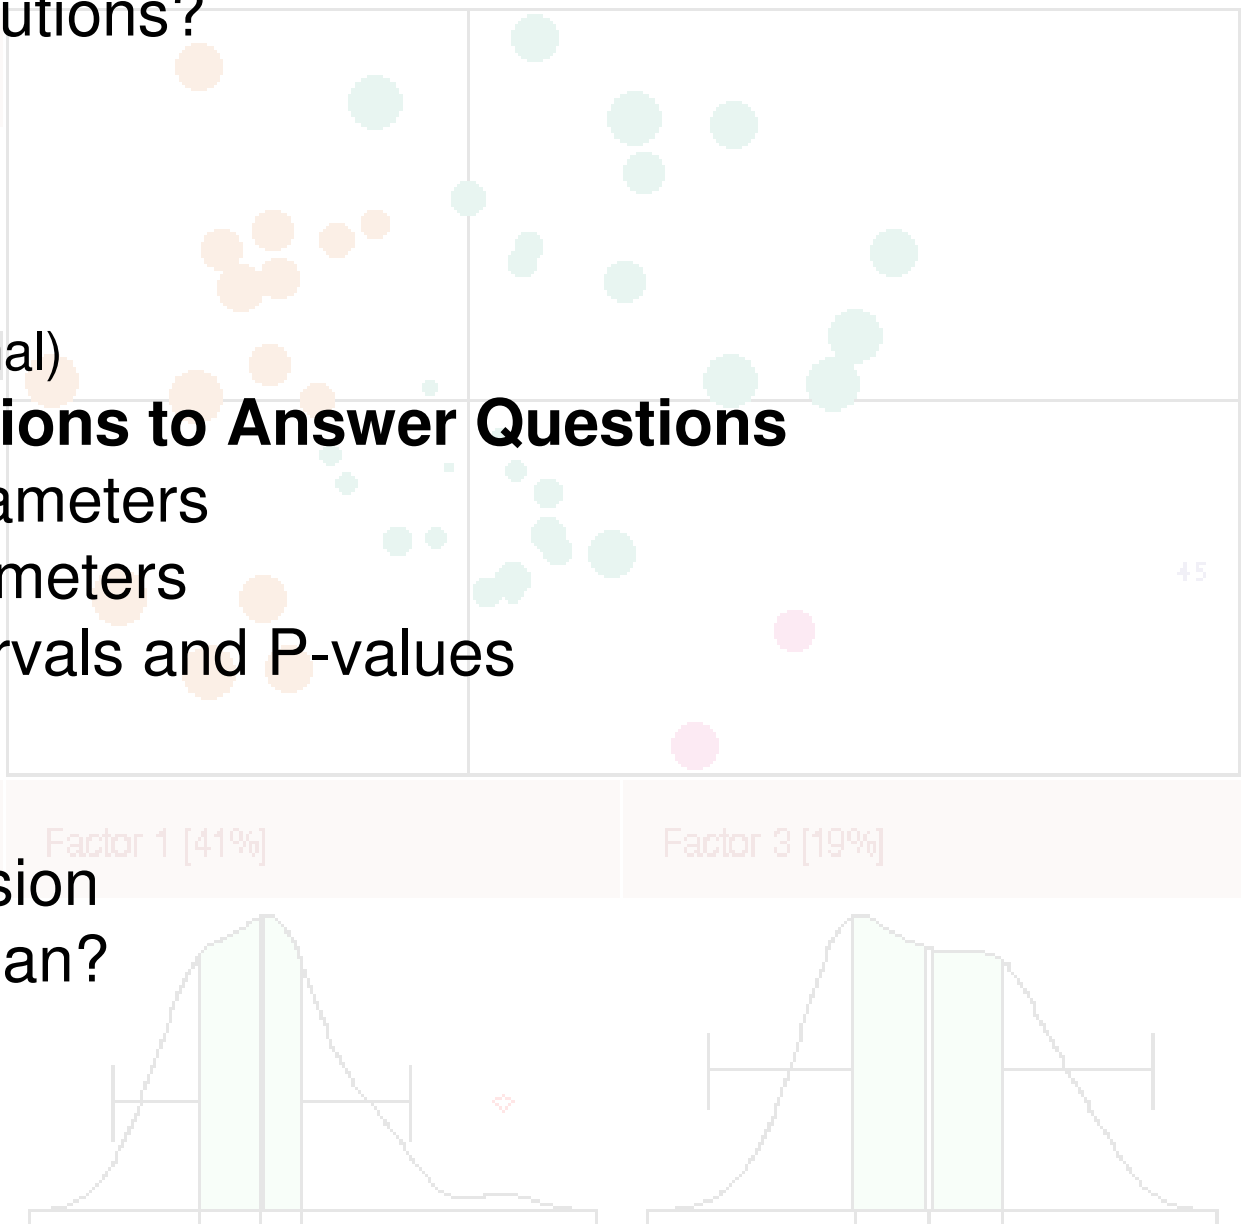 utions?
al)
ions to Answer Questions
ameters
meters
rvals and P-values
45
Factor 1 [41%]
Factor 3 [19%]
sion
an?